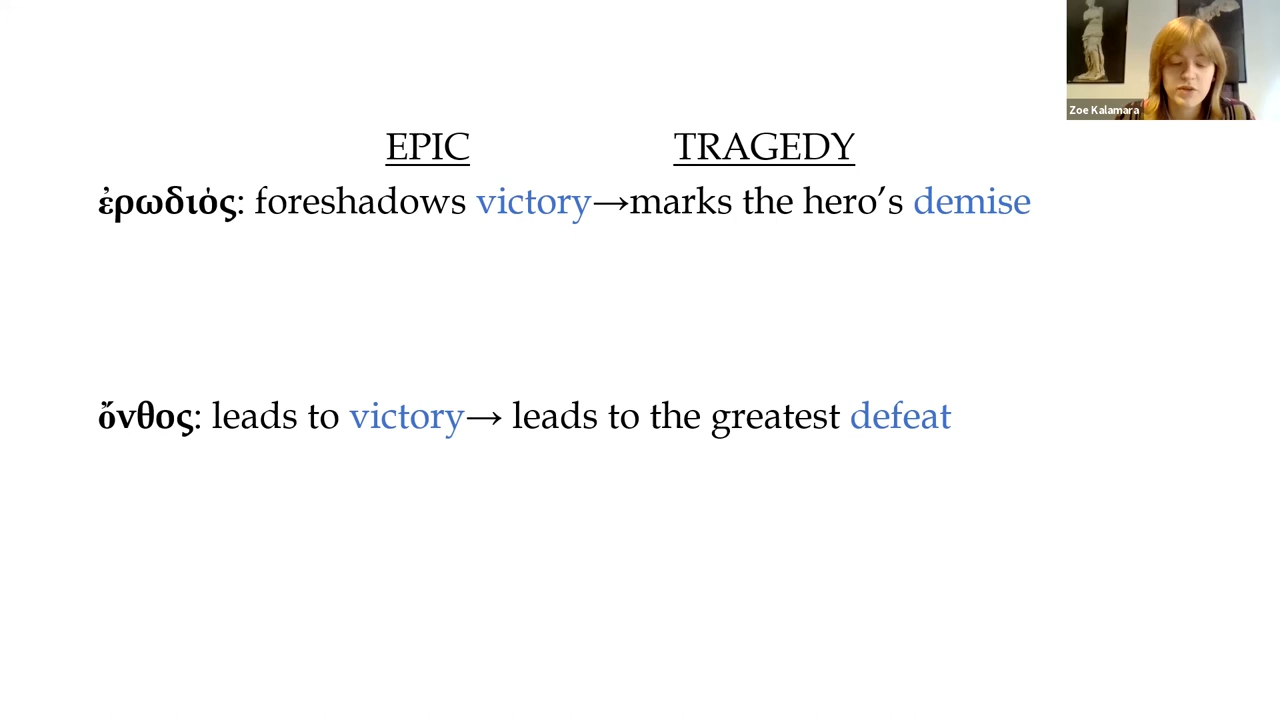 Zoe Kalamara
EPIC TRAGEDY
ἐρωδιός: foreshadows victory→marks the hero’s demise
ὄνθος: leads to victory→ leads to the greatest defeat